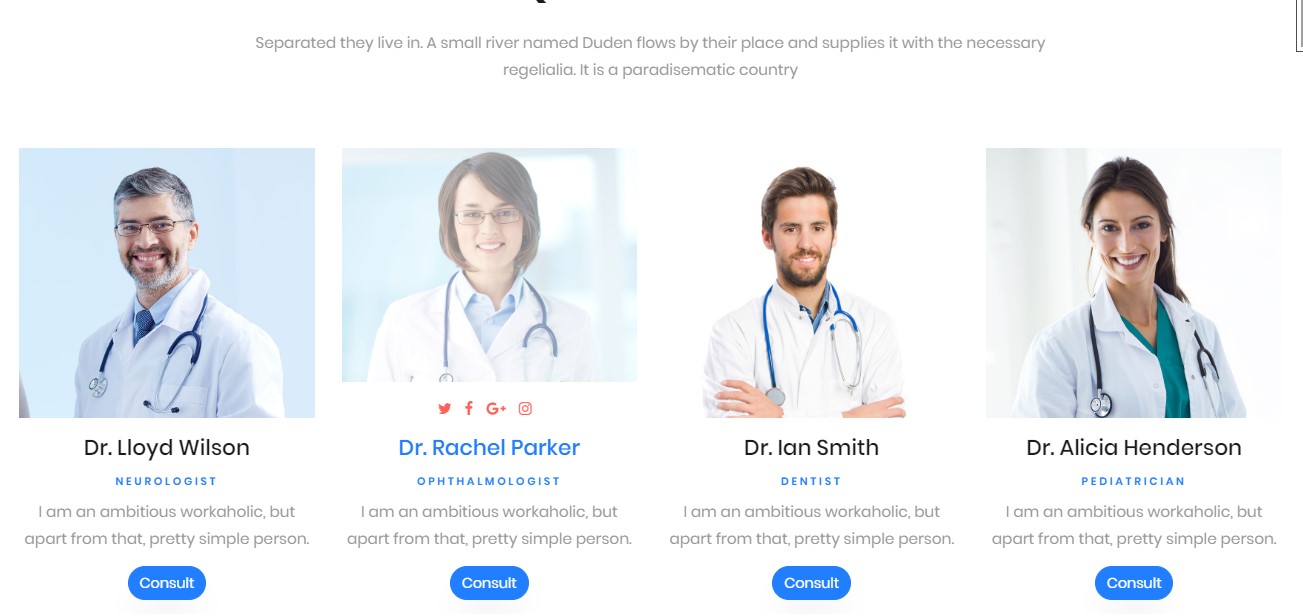 Separated they live in. A small river named Duden flows by their place and supplies it with the necessary
regelialia. It is a paradisematic country
Dr. Lloyd Wilson
NEUROLOGIST
I am an ambitious workaholic, but
apart from that, pretty simple person.
Consult
Dr. Rachel Parker
OPHTHALMOLOGIST
I am an ambitious workaholic, but
apart from that, pretty simple person.
Consult
Dr. Ian Smith
DENTIST
I am an ambitious workaholic, but
apart from that, pretty simple person.
Consult
Dr. Alicia Henderson
PEDIATRICIAN
I am an ambitious workaholic, but
apart from that, pretty simple person.
Consult